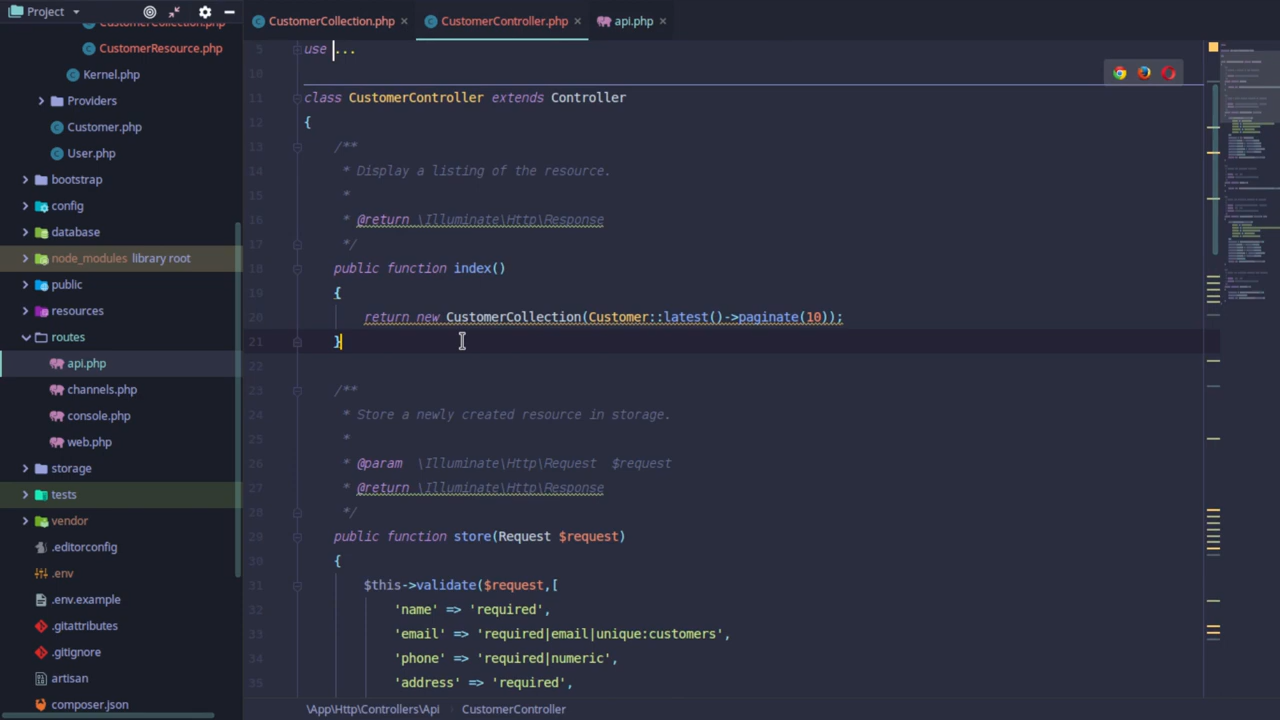 Project
CustomerCollection.php
CustomerResource.php
Kernel.php
Providers
Customer.php
User.php
bootstrap
config
database
node_modules library root
public
resources
routes
api.php
channels.php
console.php
web.php
storage
tests
vendor
.editorconfig
.env
.env.example
.gitattributes
.gitignore
artisan
composer.json
CustomerCollection.php
CustomerController.php
api.php
9 use ...
10
11 class CustomerController extends Controller
12 {
13 /**
14 * Display a listing of the resource.
15 *
16 * @return \Illuminate\Http\Response
17 */
18 public function index()
19 {
20 return new CustomerCollection(Customer::latest()->paginate(10));
21 }
22
23 /**
24 * Store a newly created resource in storage.
25 *
26 * @param \Illuminate\Http\Request $request
27 * @return \Illuminate\Http\Response
28 */
29 public function store(Request $request)
30 {
31 $this->validate($request,[
32 'name' => 'required',
33 'email' => 'required|email|unique:customers',
34 'phone' => 'required|numeric',
35 'address' => 'required',
\App\Http\Controllers\Api CustomerController